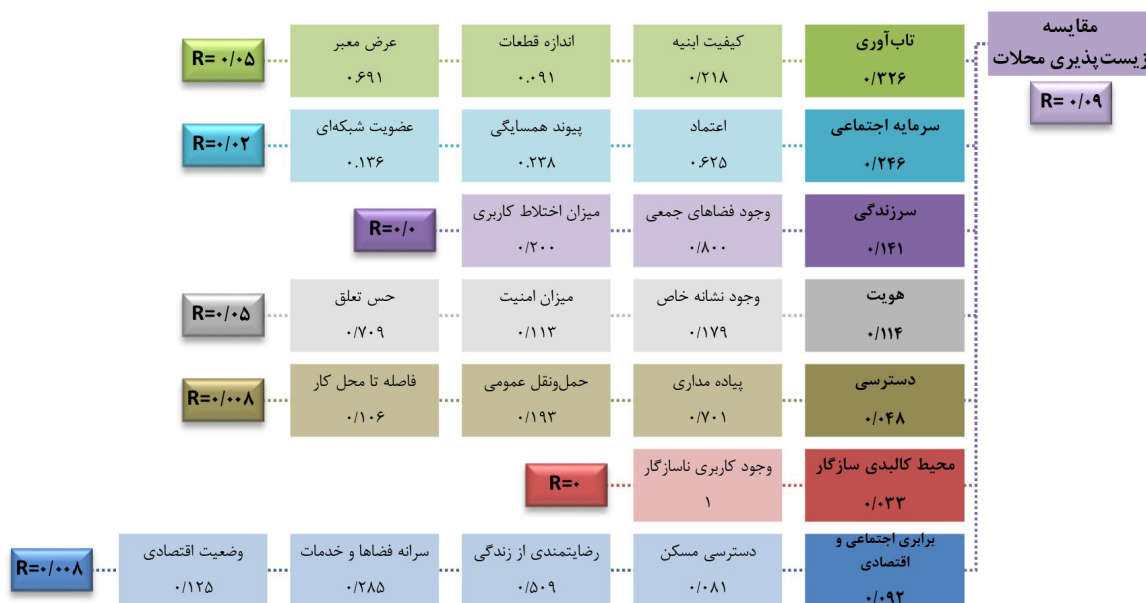 مقایسه
زیست‌پذیری محلات
R= ۰/۰۹
تاب‌آوری
۰/۳۲۶
کیفیت ابنیه
۰/۲۱۸
اندازه قطعات
۰.۰۹۱
عرض معبر
۰.۶۹۱
R= ۰/۰۵
سرمایه اجتماعی
۰/۲۴۶
اعتماد
۰.۶۲۵
پیوند همسایگی
۰.۲۳۸
عضویت شبکه‌ای
۰.۱۳۶
R=۰/۰۲
سرزندگی
۰/۱۴۱
وجود فضاهای جمعی
۰/۸۰۰
میزان اختلاط کاربری
۰/۲۰۰
R=۰/۰
هویت
۰/۱۱۴
وجود نشانه خاص
۰/۱۷۹
میزان امنیت
۰/۱۱۳
حس تعلق
۰/۷۰۹
R=۰/۰۵
دسترسی
۰/۰۴۸
پیاده مداری
۰/۷۰۱
حمل‌ونقل عمومی
۰/۱۹۳
فاصله تا محل کار
۰/۱۰۶
R=۰/۰۰۸
محیط کالبدی سازگار
۰/۰۳۳
وجود کاربری ناسازگار
۱
R=۰
برابری اجتماعی و
اقتصادی
۰/۰۹۲
دسترسی مسکن
۰/۰۸۱
رضایتمندی از زندگی
۰/۵۰۹
سرانه فضاها و خدمات
۰/۲۸۵
وضعیت اقتصادی
۰/۱۲۵
R=۰/۰۰۸